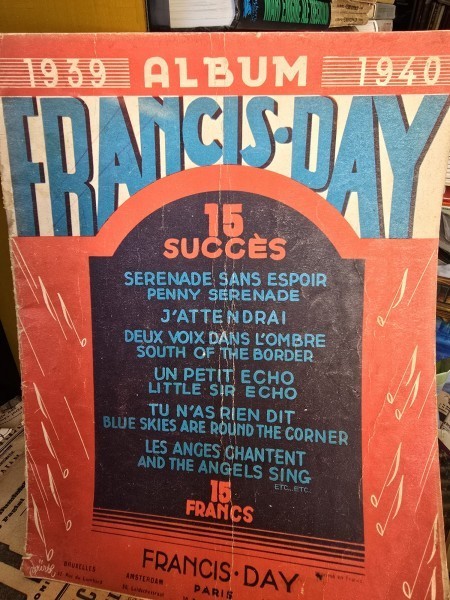 1939 ALBUM 1940
FRANCIS-DAY
15
SUCCÈS
SERENADE SANS ESPOIR
PENNY SERENADE
J'ATTENDRAI
DEUX VOIX DANS L'OMBRE
SOUTH OF THE BORDER
UN PETIT ECHO
LITTLE SIR ECHO
TU N'AS RIEN DIT
BLUE SKIES ARE ROUND THE CORNER
LES ANGES CHANTENT
AND THE ANGELS SING
ETC...ETC.
15
FRANCS
FRANCIS-DAY
BRUXELLES
AMSTERDAM
PARIS